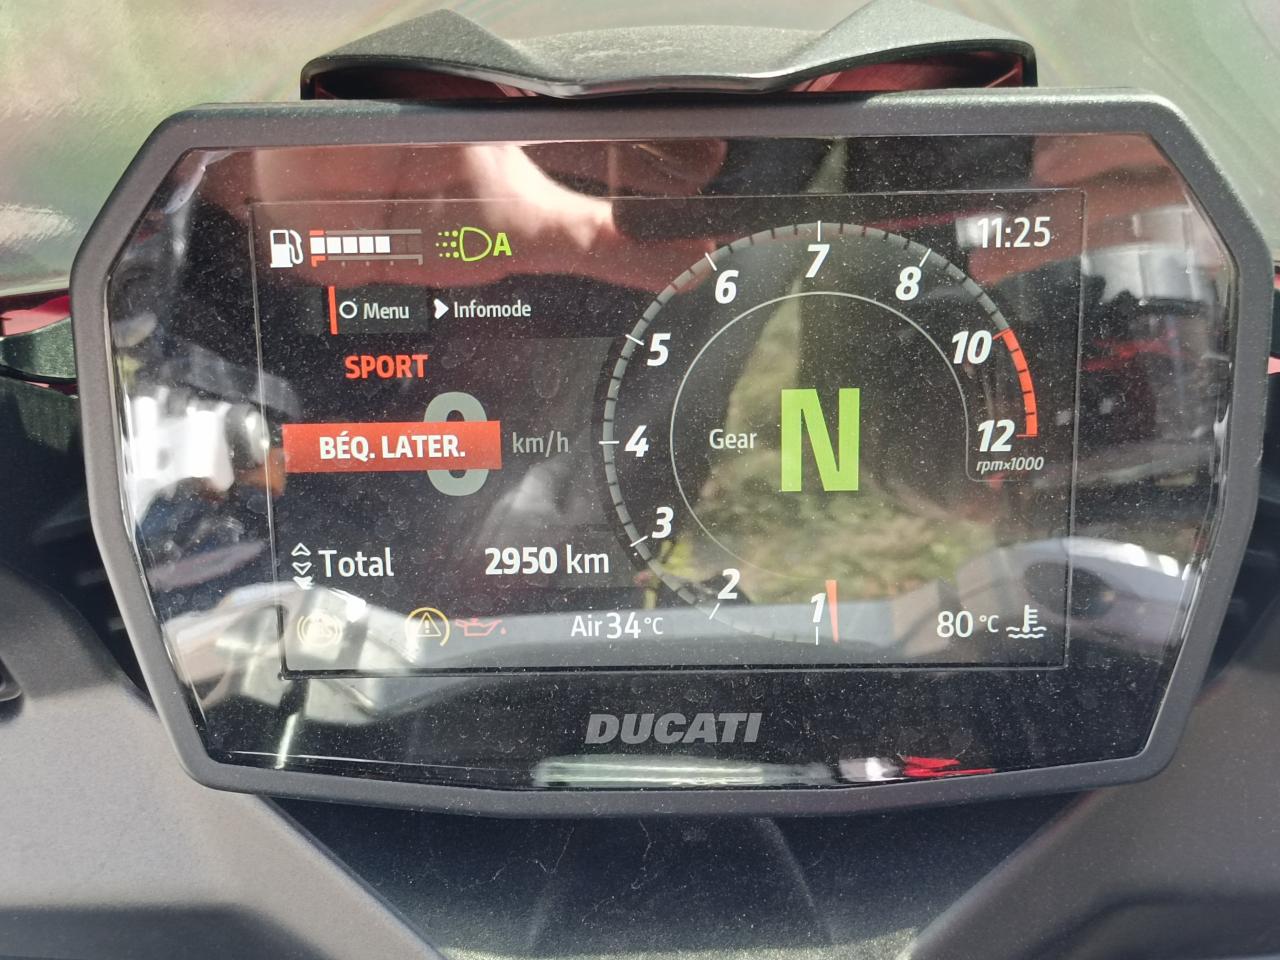 A
11:25
Menu Infomode
SPORT
0 km/h
BÉQ. LATER.
Total 2950 km
Air 34 °C
1
2
3
4
5
6
7
8
10
12
rpm×1000
Gear N
80 °C
DUCATI